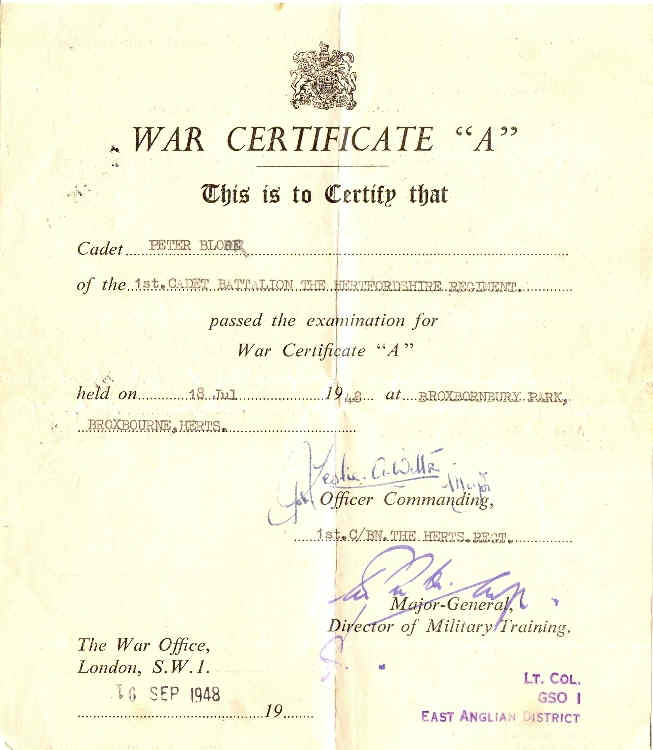 WAR CERTIFICATE "A"
This is to Certify that
Cadet PETER
of the 1st. CADET BATTALION THE HERTFORDSHIRE REGIMENT.
passed the examination for
War Certificate "A"
held on 18 Jul 1948 at BROXBORNBURY PARK,
BROXBOURNE, HERTS.
Leslie A. Major
Officer Commanding,
1st. C/BN. THE HERTS. REGT.
Major-General,
Director of Military Training.
The War Office,
London, S.W.1.
16 SEP 1948
19
LT. COL.
GSO I
EAST ANGLIAN DISTRICT